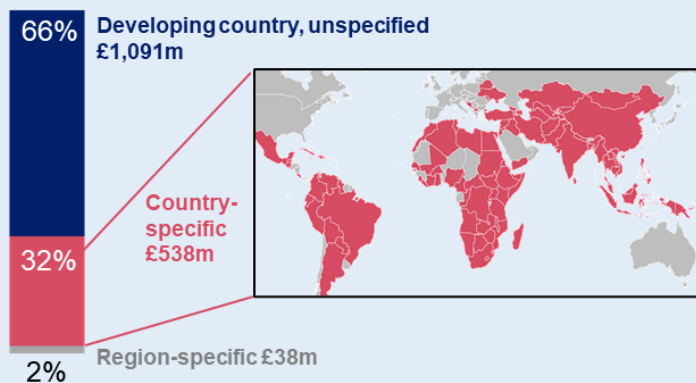 66%
Developing country, unspecified
£1,091m
Country-
specific
£538m
32%
Region-specific £38m
2%